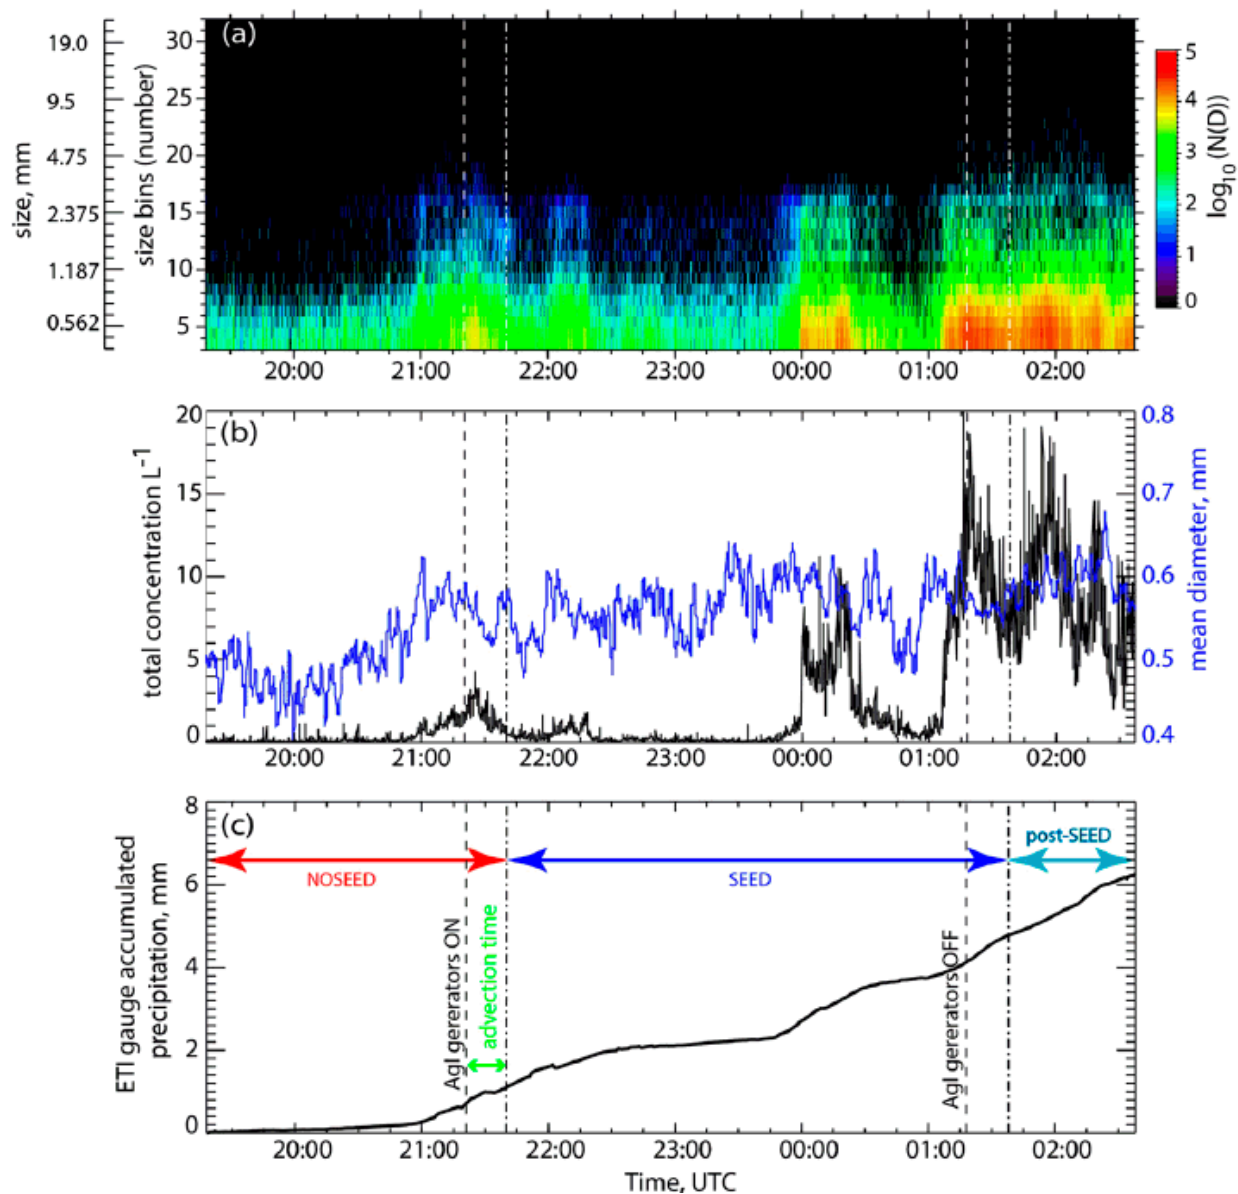 (a)
size, mm
19.0
9.5
4.75
2.375
1.187
0.562
size bins (number)
30
25
20
15
10
5
20:00 21:00 22:00 23:00 00:00 01:00 02:00
5
4
3
2
1
0
log10 (N(D))
(b)
total concentration L-1
20
15
10
5
0
0.8
0.7
0.6
0.5
0.4
mean diameter, mm
20:00 21:00 22:00 23:00 00:00 01:00 02:00
(c)
ETI gauge accumulated
precipitation, mm
8
6
4
2
0
NOSEED
SEED
post-SEED
AgI gererators ON
advection time
AgI gererators OFF
20:00 21:00 22:00 23:00 00:00 01:00 02:00
Time, UTC